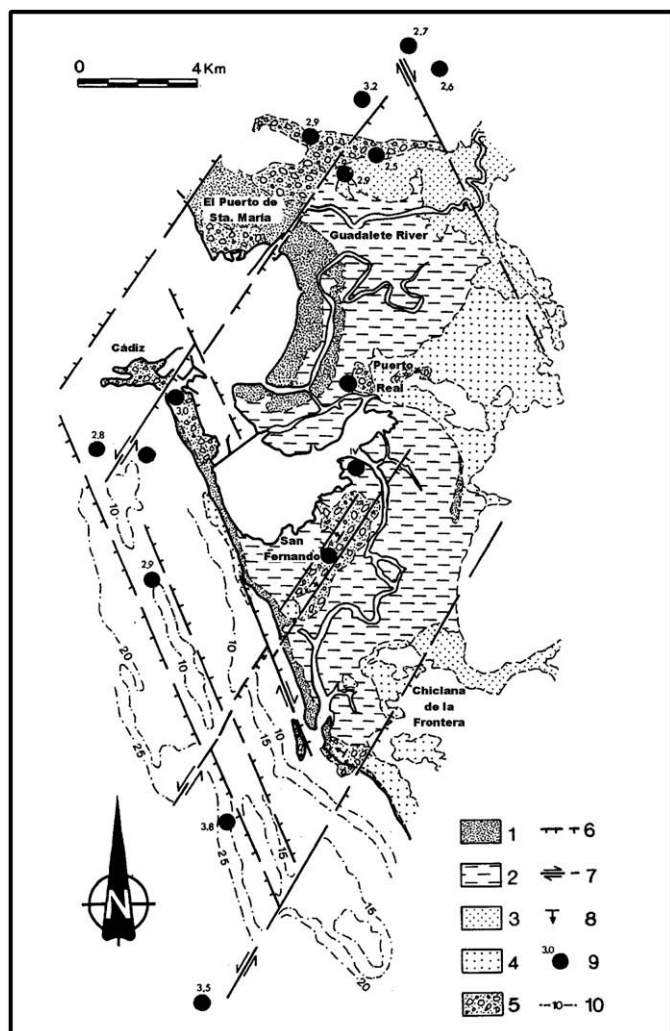 2.7
0 4 Km
2.6
3.2
2.9
2.5
2.9
El Puerto de
Sta. María
Guadalete River
Cádiz
Puerto
Real
3.0
2.8
IV
10
San
Fernando
2.9
10
10
20
25
Chiclana
de la
Frontera
10
15
15
3.8
25
15
20
3.5
N
1
2
3
4
5
6
7
8
3.0 9
10 10